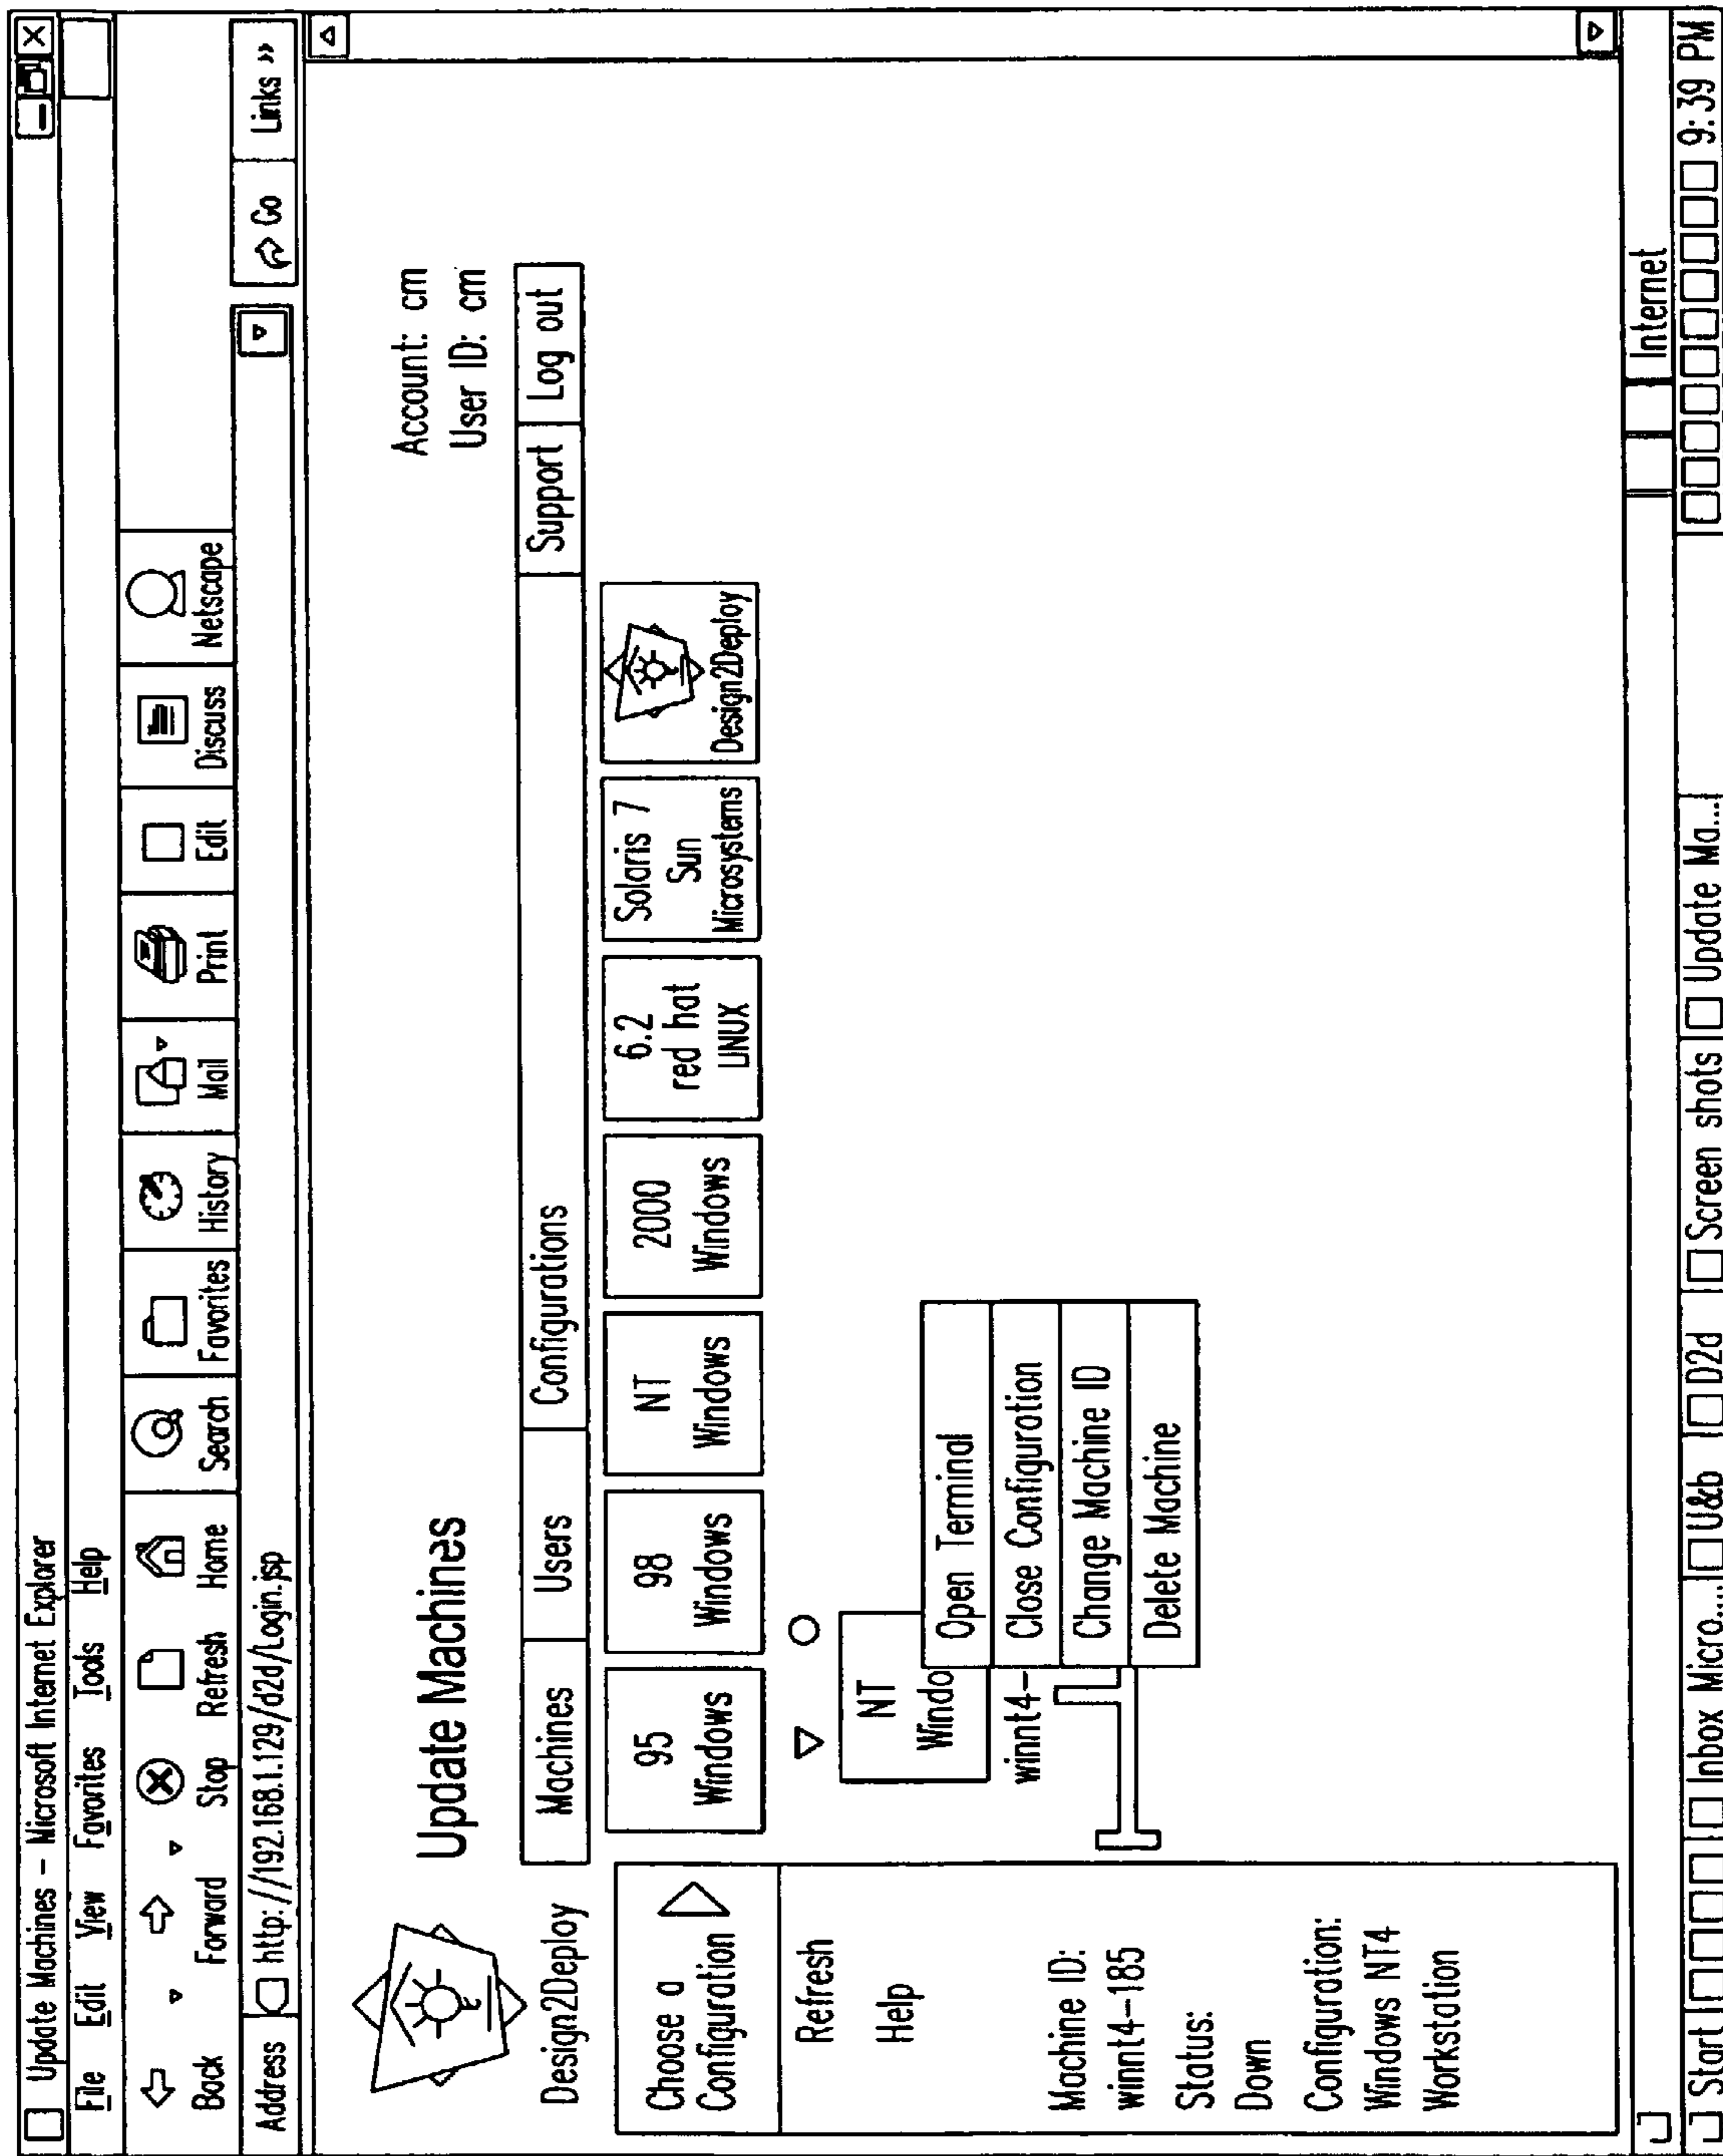 Update Machines - Microsoft Internet Explorer
File Edit View Favorites Tools Help
Back Forward Stop Refresh Home Search Favorites History Mail Print Edit Discuss Netscape
Address http://192.168.1.129/d2d/Login.jsp Go Links »
Design2Deploy
Update Machines
Account: cm
User ID: cm
Machines Users Configurations Support Log out
Choose a
Configuration
95
Windows
98
Windows
NT
Windows
2000
Windows
6.2
red hat
LINUX
Solaris 7
Sun
Microsystems
Design2Deploy
Refresh
Help
NT
Windo
winnt4-
Open Terminal
Close Configuration
Change Machine ID
Delete Machine
Machine ID:
winnt4-185
Status:
Down
Configuration:
Windows NT4
Workstation
Internet
Start Inbox Micro... U&b D2d Screen shots Update Ma... 9:39 PM